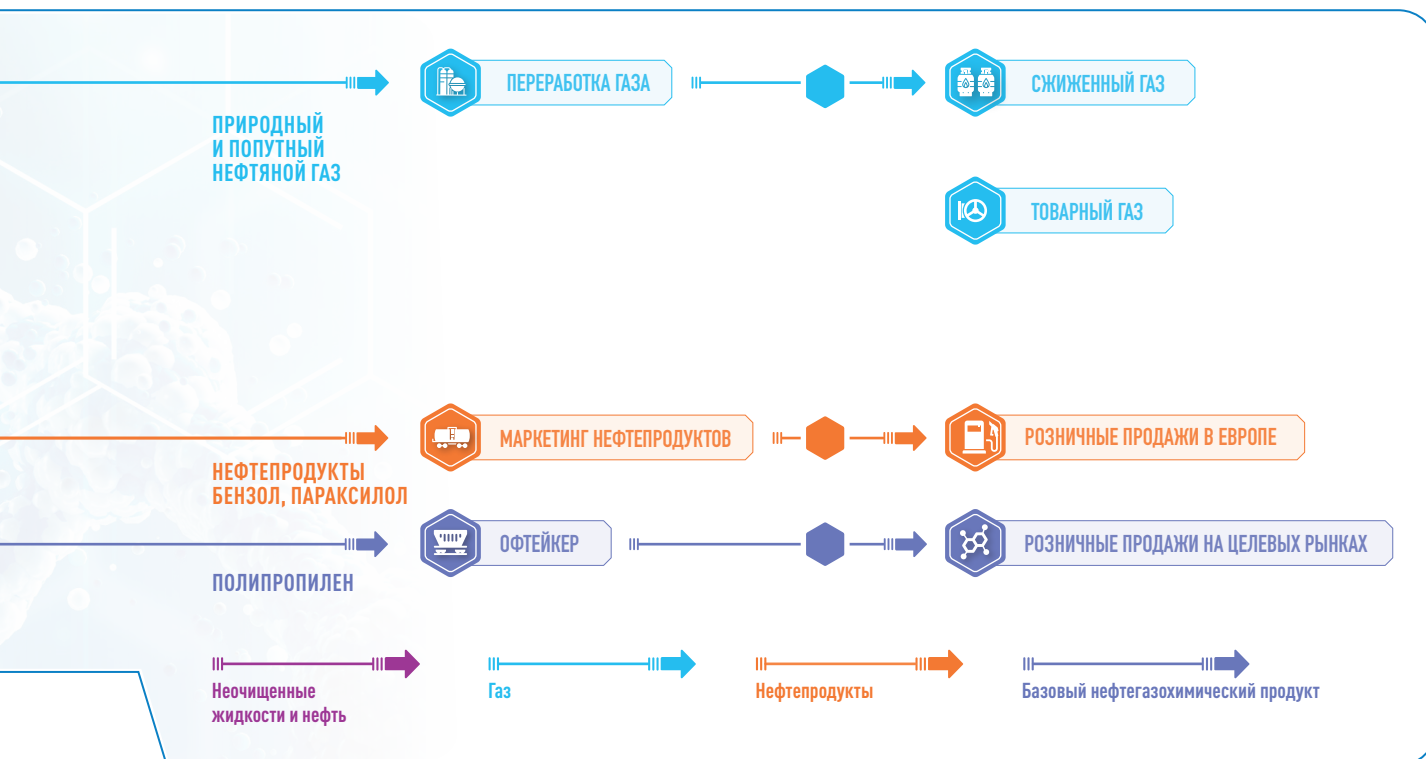 ПЕРЕРАБОТКА ГАЗА
СЖИЖЕННЫЙ ГАЗ
ПРИРОДНЫЙ
И ПОПУТНЫЙ
НЕФТЯНОЙ ГАЗ
ТОВАРНЫЙ ГАЗ
МАРКЕТИНГ НЕФТЕПРОДУКТОВ
РОЗНИЧНЫЕ ПРОДАЖИ В ЕВРОПЕ
НЕФТЕПРОДУКТЫ
БЕНЗОЛ, ПАРАКСИЛОЛ
ОФТЕЙКЕР
РОЗНИЧНЫЕ ПРОДАЖИ НА ЦЕЛЕВЫХ РЫНКАХ
ПОЛИПРОПИЛЕН
Неочищенные
жидкости и нефть
Газ
Нефтепродукты
Базовый нефтегазохимический продукт